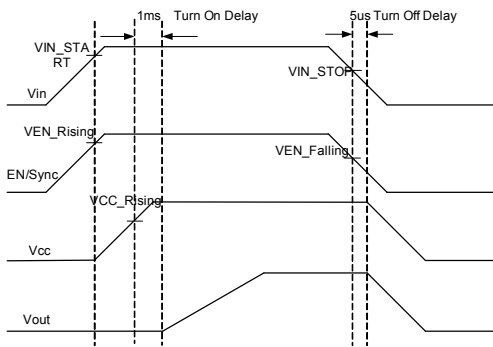 1ms Turn On Delay
5us Turn Off Delay
VIN_STA
RT
VIN_STOP
Vin
VEN_Rising
VEN_Falling
EN/Sync
VCC_Rising
Vcc
Vout